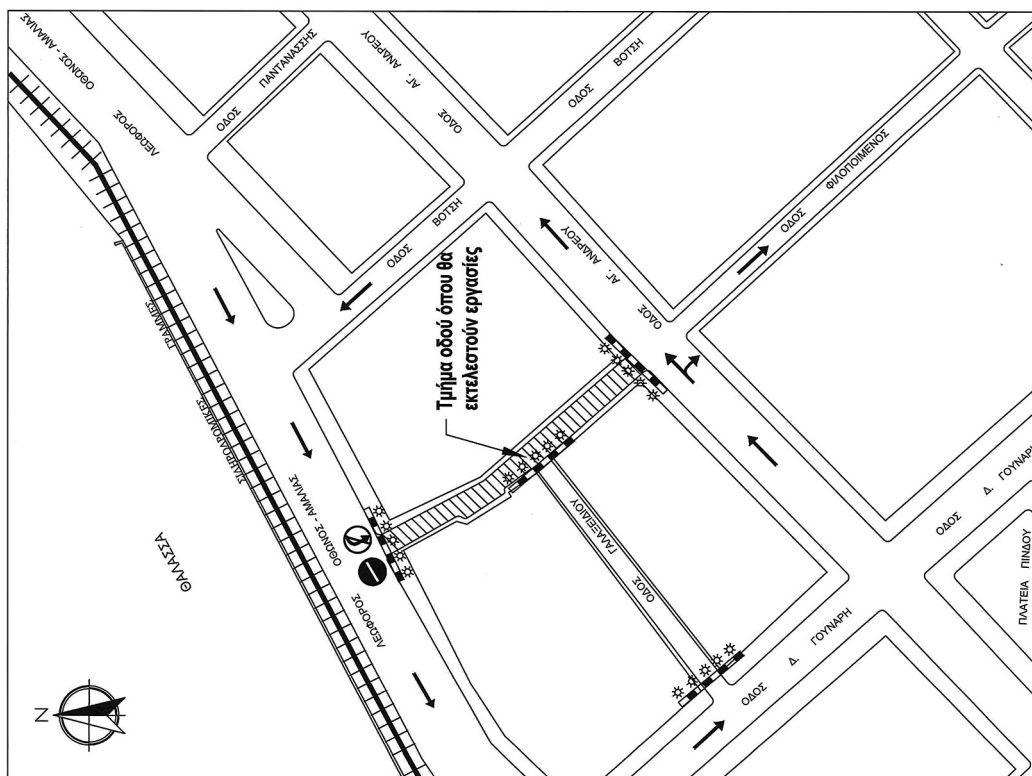 ΟΘΩΝΟΣ - ΑΜΑΛΙΑΣ
ΛΕΩΦΟΡΟΣ
ΟΔΟΣ ΠΑΝΤΑΝΑΣΣΗΣ
ΑΓ. ΑΝΔΡΕΟΥ
ΟΔΟΣ
ΟΔΟΣ ΒΟΤΣΗ
ΟΔΟΣ ΦΙΛΟΠΟΙΜΕΝΟΣ
ΟΔΟΣ ΒΟΤΣΗ
ΑΓ. ΑΝΔΡΕΟΥ
ΟΔΟΣ
Τμήμα οδού όπου θα
εκτελεστούν εργασίες
ΣΙΔΗΡΟΔΡΟΜΙΚΕΣ ΓΡΑΜΜΕΣ
ΘΑΛΑΣΣΑ
ΛΕΩΦΟΡΟΣ ΟΘΩΝΟΣ - ΑΜΑΛΙΑΣ
ΟΔΟΣ ΓΑΛΑΞΕΙΔΙΟΥ
ΟΔΟΣ Δ. ΓΟΥΝΑΡΗ
ΟΔΟΣ Δ. ΓΟΥΝΑΡΗ
ΠΛΑΤΕΙΑ ΠΙΝΔΟΥ
N